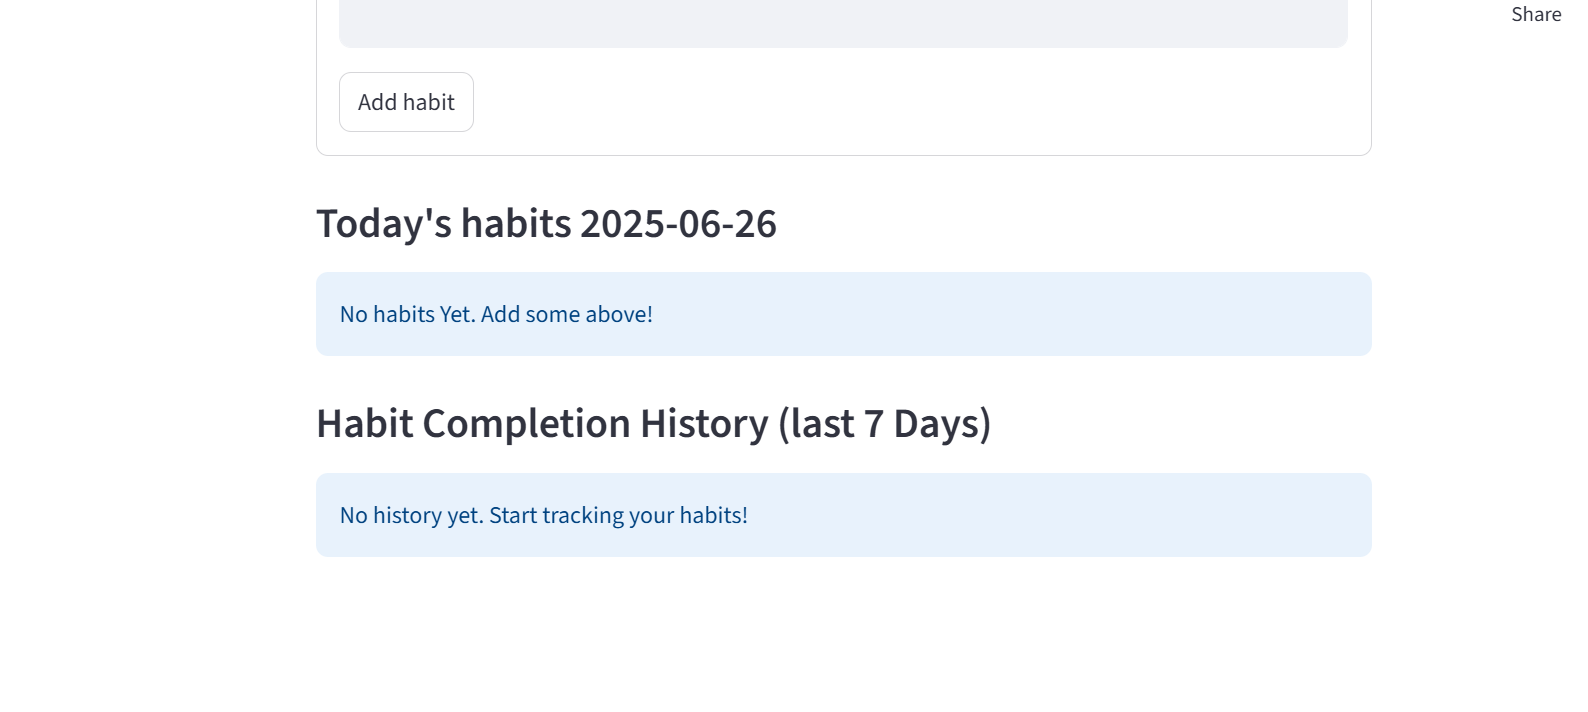 Share
Add habit
Today's habits 2025-06-26
No habits Yet. Add some above!
Habit Completion History (last 7 Days)
No history yet. Start tracking your habits!